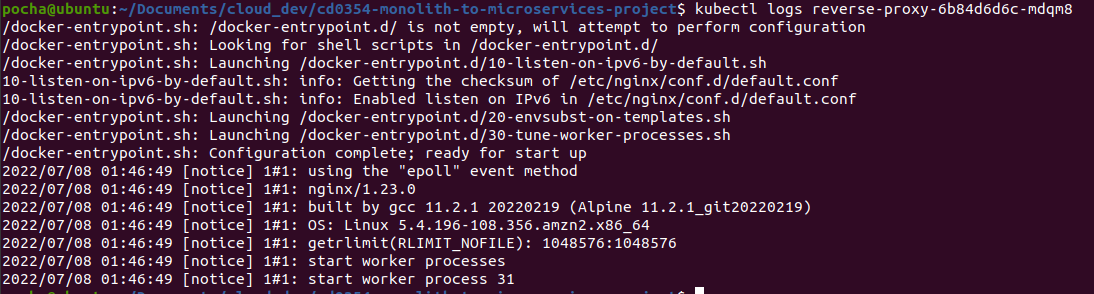 pocha@ubuntu:~/Documents/cloud_dev/cd0354-monolith-to-microservices-project$ kubectl logs reverse-proxy-6b84d6d6c-mdqm8
/docker-entrypoint.sh: /docker-entrypoint.d/ is not empty, will attempt to perform configuration
/docker-entrypoint.sh: Looking for shell scripts in /docker-entrypoint.d/
/docker-entrypoint.sh: Launching /docker-entrypoint.d/10-listen-on-ipv6-by-default.sh
10-listen-on-ipv6-by-default.sh: info: Getting the checksum of /etc/nginx/conf.d/default.conf
10-listen-on-ipv6-by-default.sh: info: Enabled listen on IPv6 in /etc/nginx/conf.d/default.conf
/docker-entrypoint.sh: Launching /docker-entrypoint.d/20-envsubst-on-templates.sh
/docker-entrypoint.sh: Launching /docker-entrypoint.d/30-tune-worker-processes.sh
/docker-entrypoint.sh: Configuration complete; ready for start up
2022/07/08 01:46:49 [notice] 1#1: using the "epoll" event method
2022/07/08 01:46:49 [notice] 1#1: nginx/1.23.0
2022/07/08 01:46:49 [notice] 1#1: built by gcc 11.2.1 20220219 (Alpine 11.2.1_git20220219)
2022/07/08 01:46:49 [notice] 1#1: OS: Linux 5.4.196-108.356.amzn2.x86_64
2022/07/08 01:46:49 [notice] 1#1: getrlimit(RLIMIT_NOFILE): 1048576:1048576
2022/07/08 01:46:49 [notice] 1#1: start worker processes
2022/07/08 01:46:49 [notice] 1#1: start worker process 31